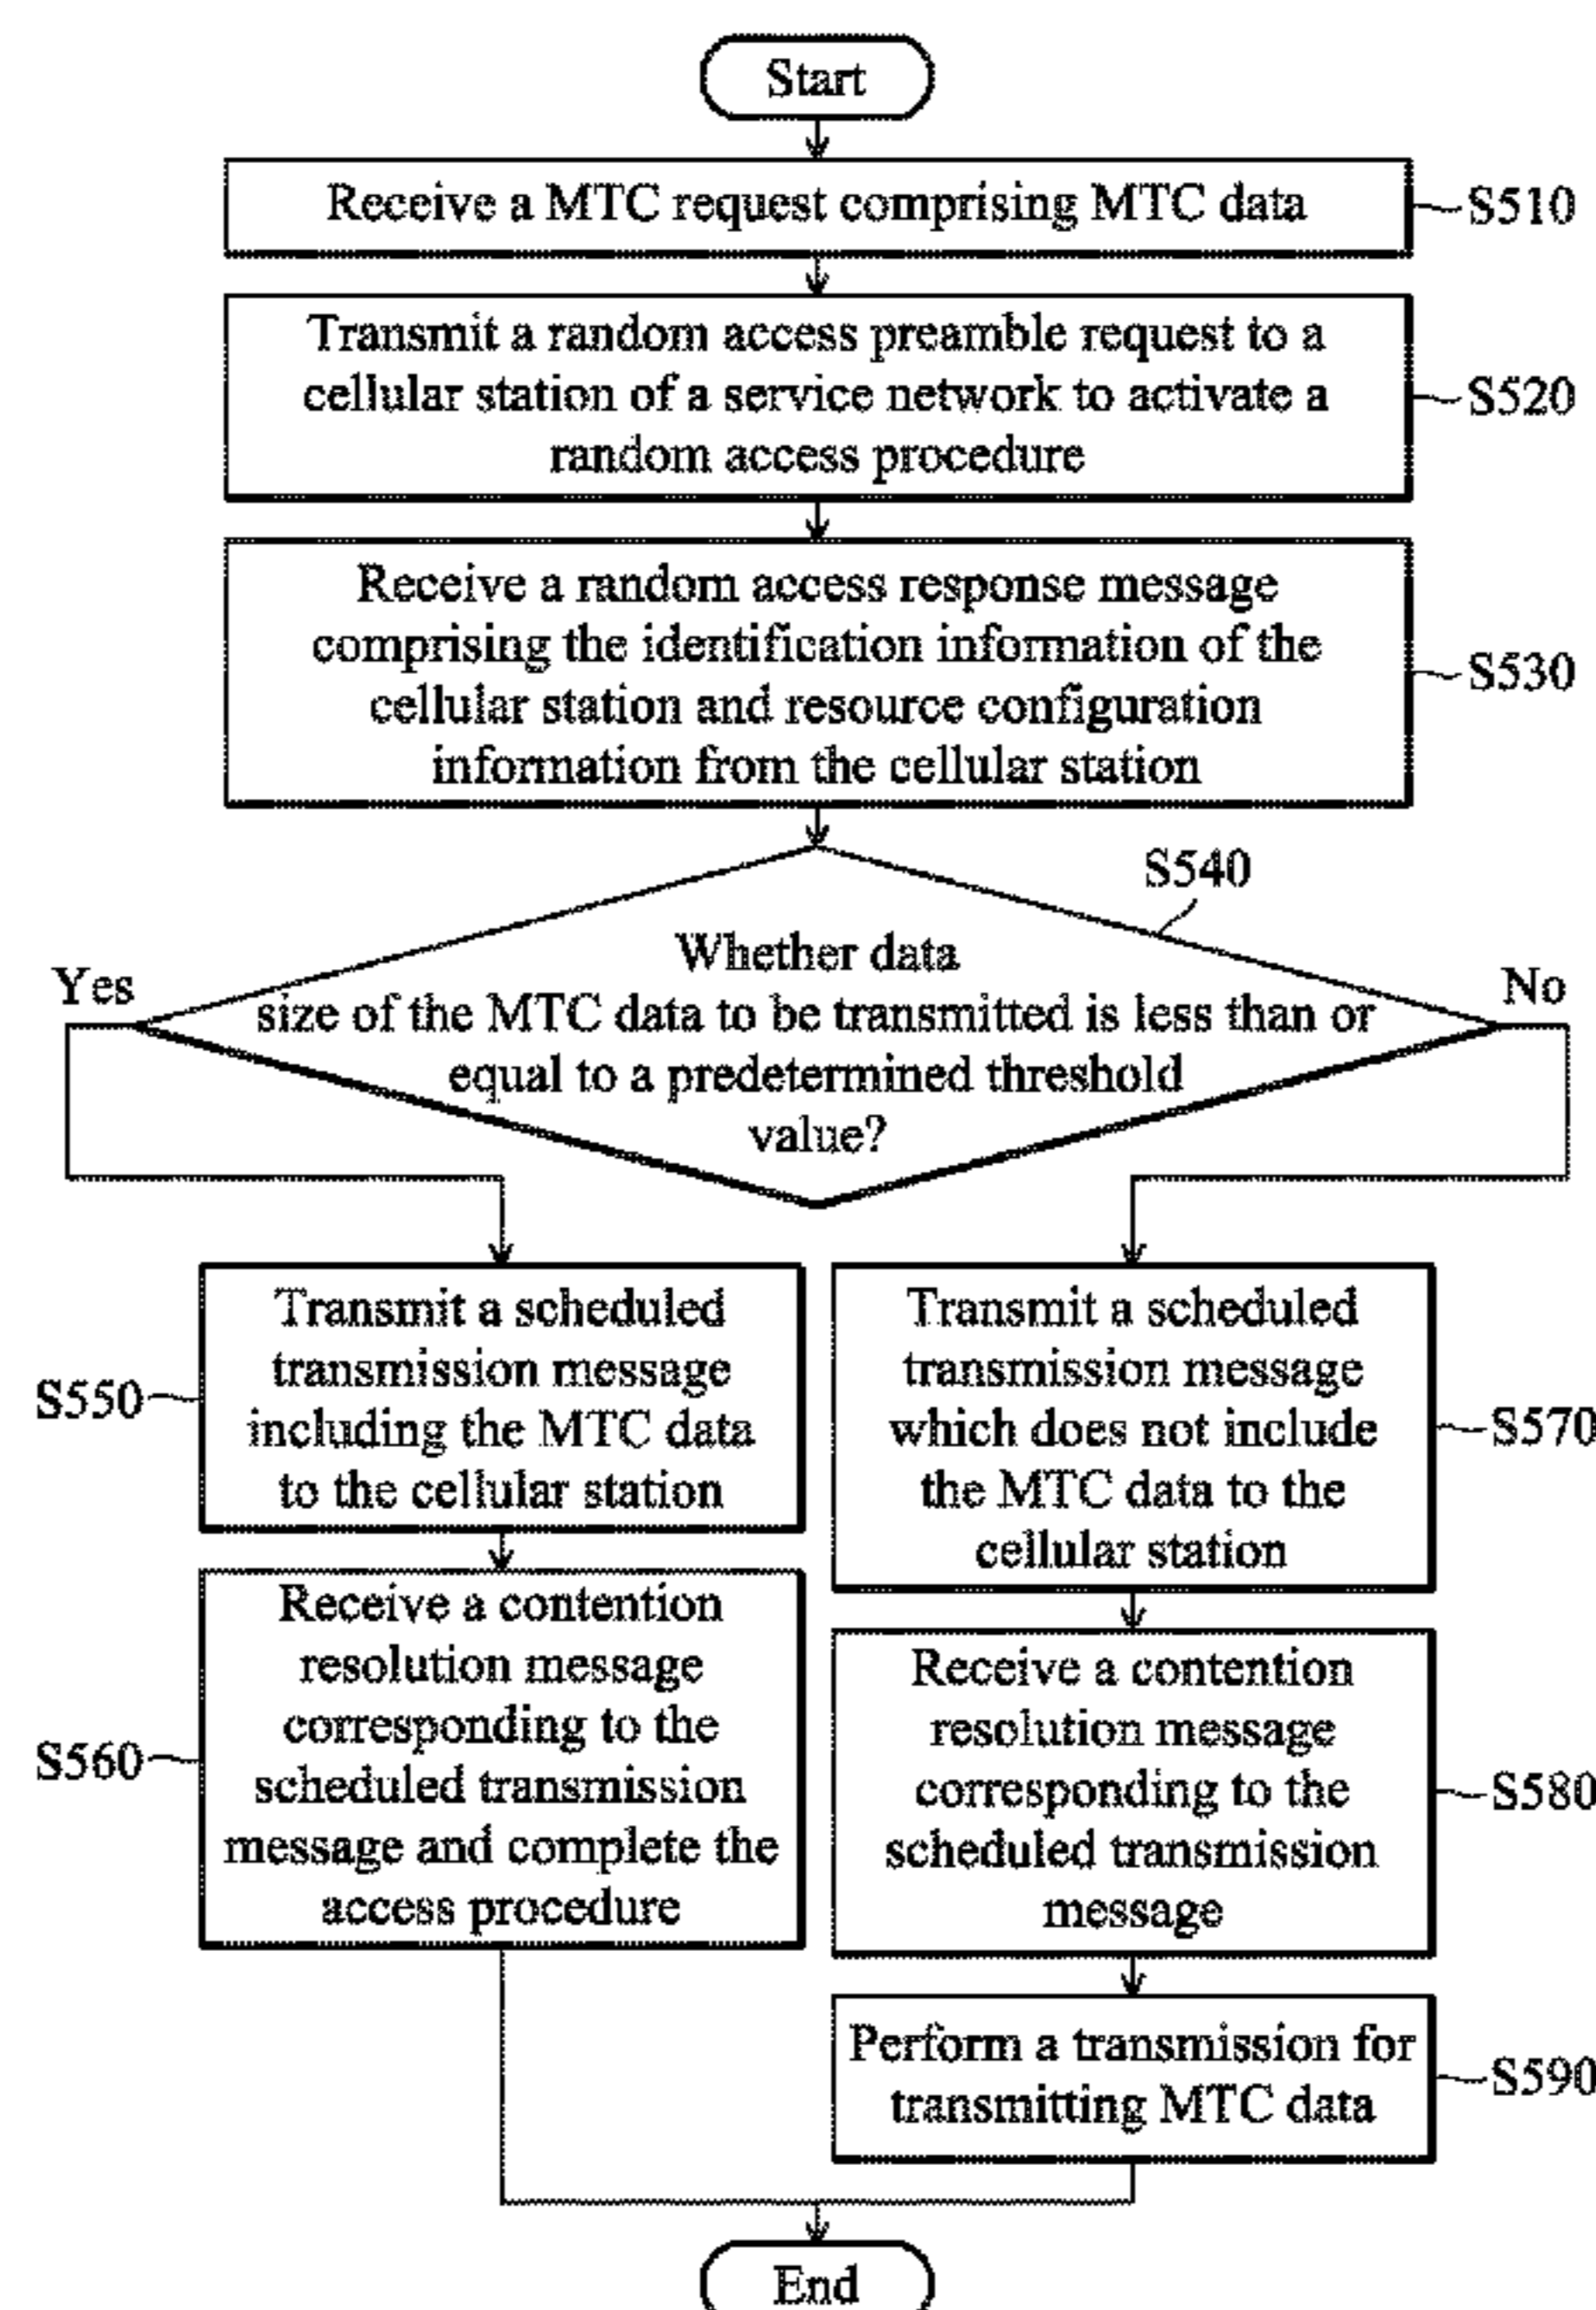 Start
Receive a MTC request comprising MTC data
S510
Transmit a random access preamble request to a
cellular station of a service network to activate a
random access procedure
S520
Receive a random access response message
comprising the identification information of the
cellular station and resource configuration
information from the cellular station
S530
S540
Whether data
size of the MTC data to be transmitted is less than or
equal to a predetermined threshold
value?
Yes
No
Transmit a scheduled
transmission message
including the MTC data
to the cellular station
S550
Receive a contention
resolution message
corresponding to the
scheduled transmission
message and complete the
access procedure
S560
Transmit a scheduled
transmission message
which does not include
the MTC data to the
cellular station
S570
Receive a contention
resolution message
corresponding to the
scheduled transmission
message
S580
Perform a transmission for
transmitting MTC data
S590
End